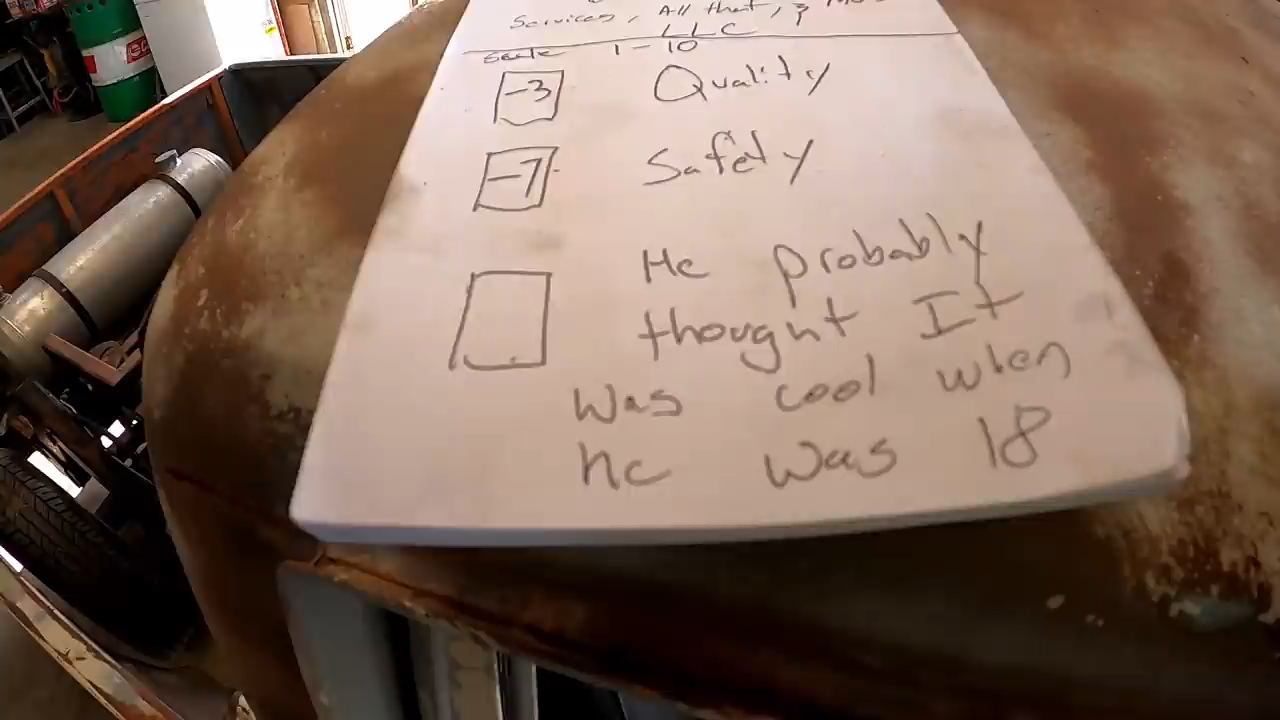 Services, All that, &
LLC
Scale 1-10
-3 Quality
-7 Safety
He probably
thought It
was cool when
he was 18